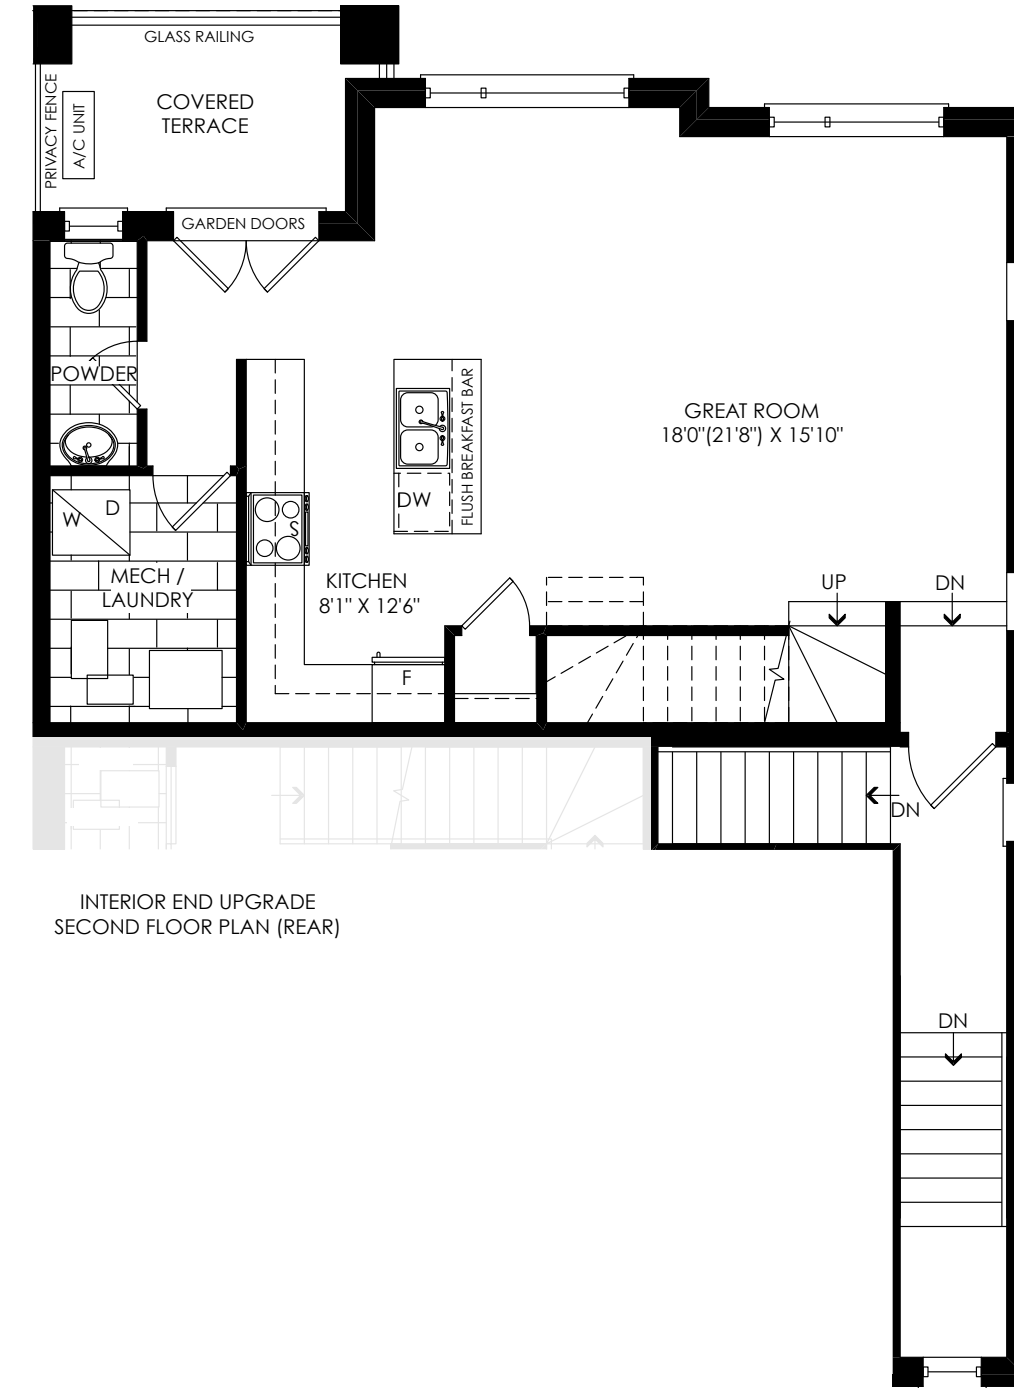 GLASS RAILING
PRIVACY FENCE
A/C UNIT
COVERED
TERRACE
GARDEN DOORS
POWDER
GREAT ROOM
18'0"(21'8") X 15'10"
FLUSH BREAKFAST BAR
DW
S
W
D
MECH /
LAUNDRY
KITCHEN
8'1" X 12'6"
UP
DN
F
DN
INTERIOR END UPGRADE
SECOND FLOOR PLAN (REAR)
DN